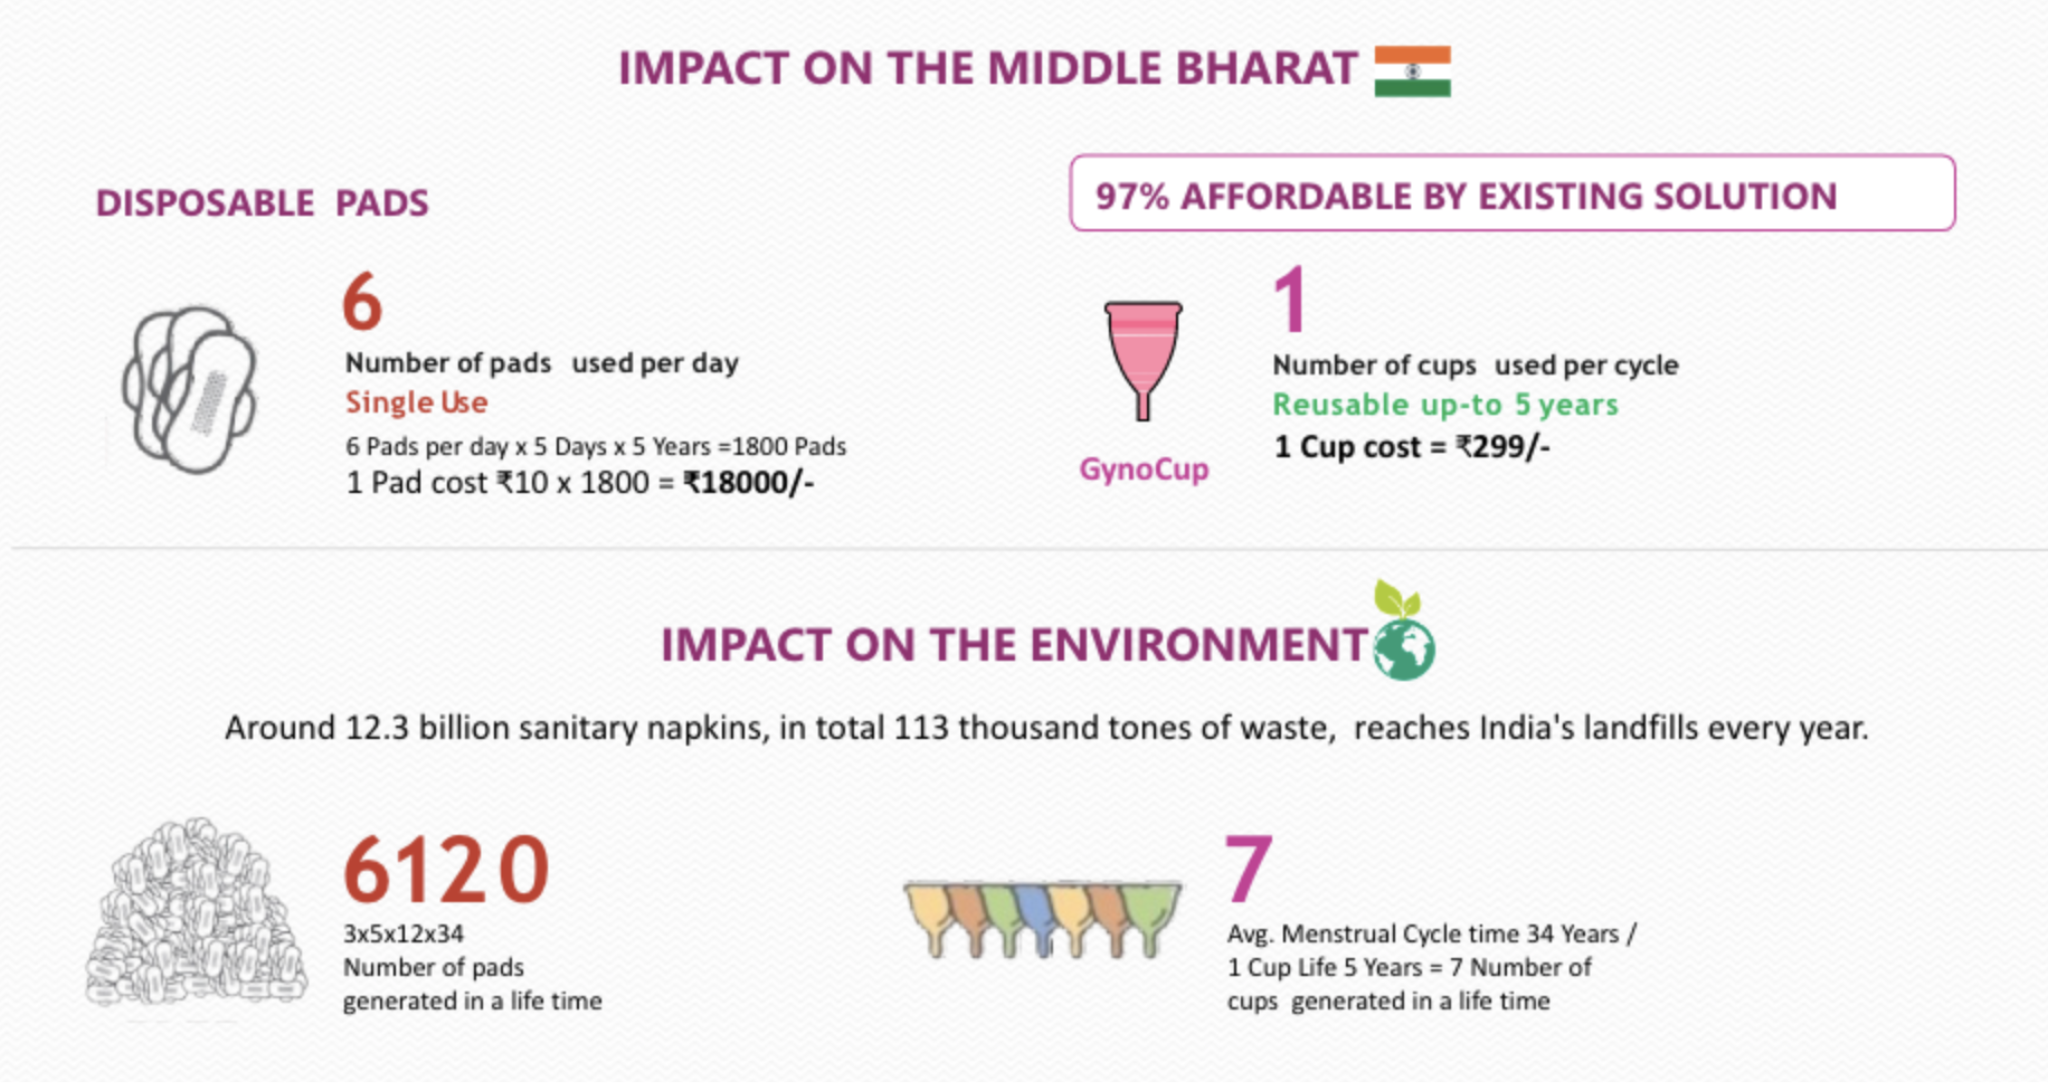 IMPACT ON THE MIDDLE BHARAT
DISPOSABLE PADS
6
Number of pads used per day
Single Use
6 Pads per day x 5 Days x 5 Years =1800 Pads
1 Pad cost ₹10 x 1800 = ₹18000/-
97% AFFORDABLE BY EXISTING SOLUTION
GynoCup
1
Number of cups used per cycle
Reusable up-to 5 years
1 Cup cost = ₹299/-
IMPACT ON THE ENVIRONMENT
Around 12.3 billion sanitary napkins, in total 113 thousand tones of waste, reaches India's landfills every year.
6120
3x5x12x34
Number of pads
generated in a life time
7
Avg. Menstrual Cycle time 34 Years /
1 Cup Life 5 Years = 7 Number of
cups generated in a life time